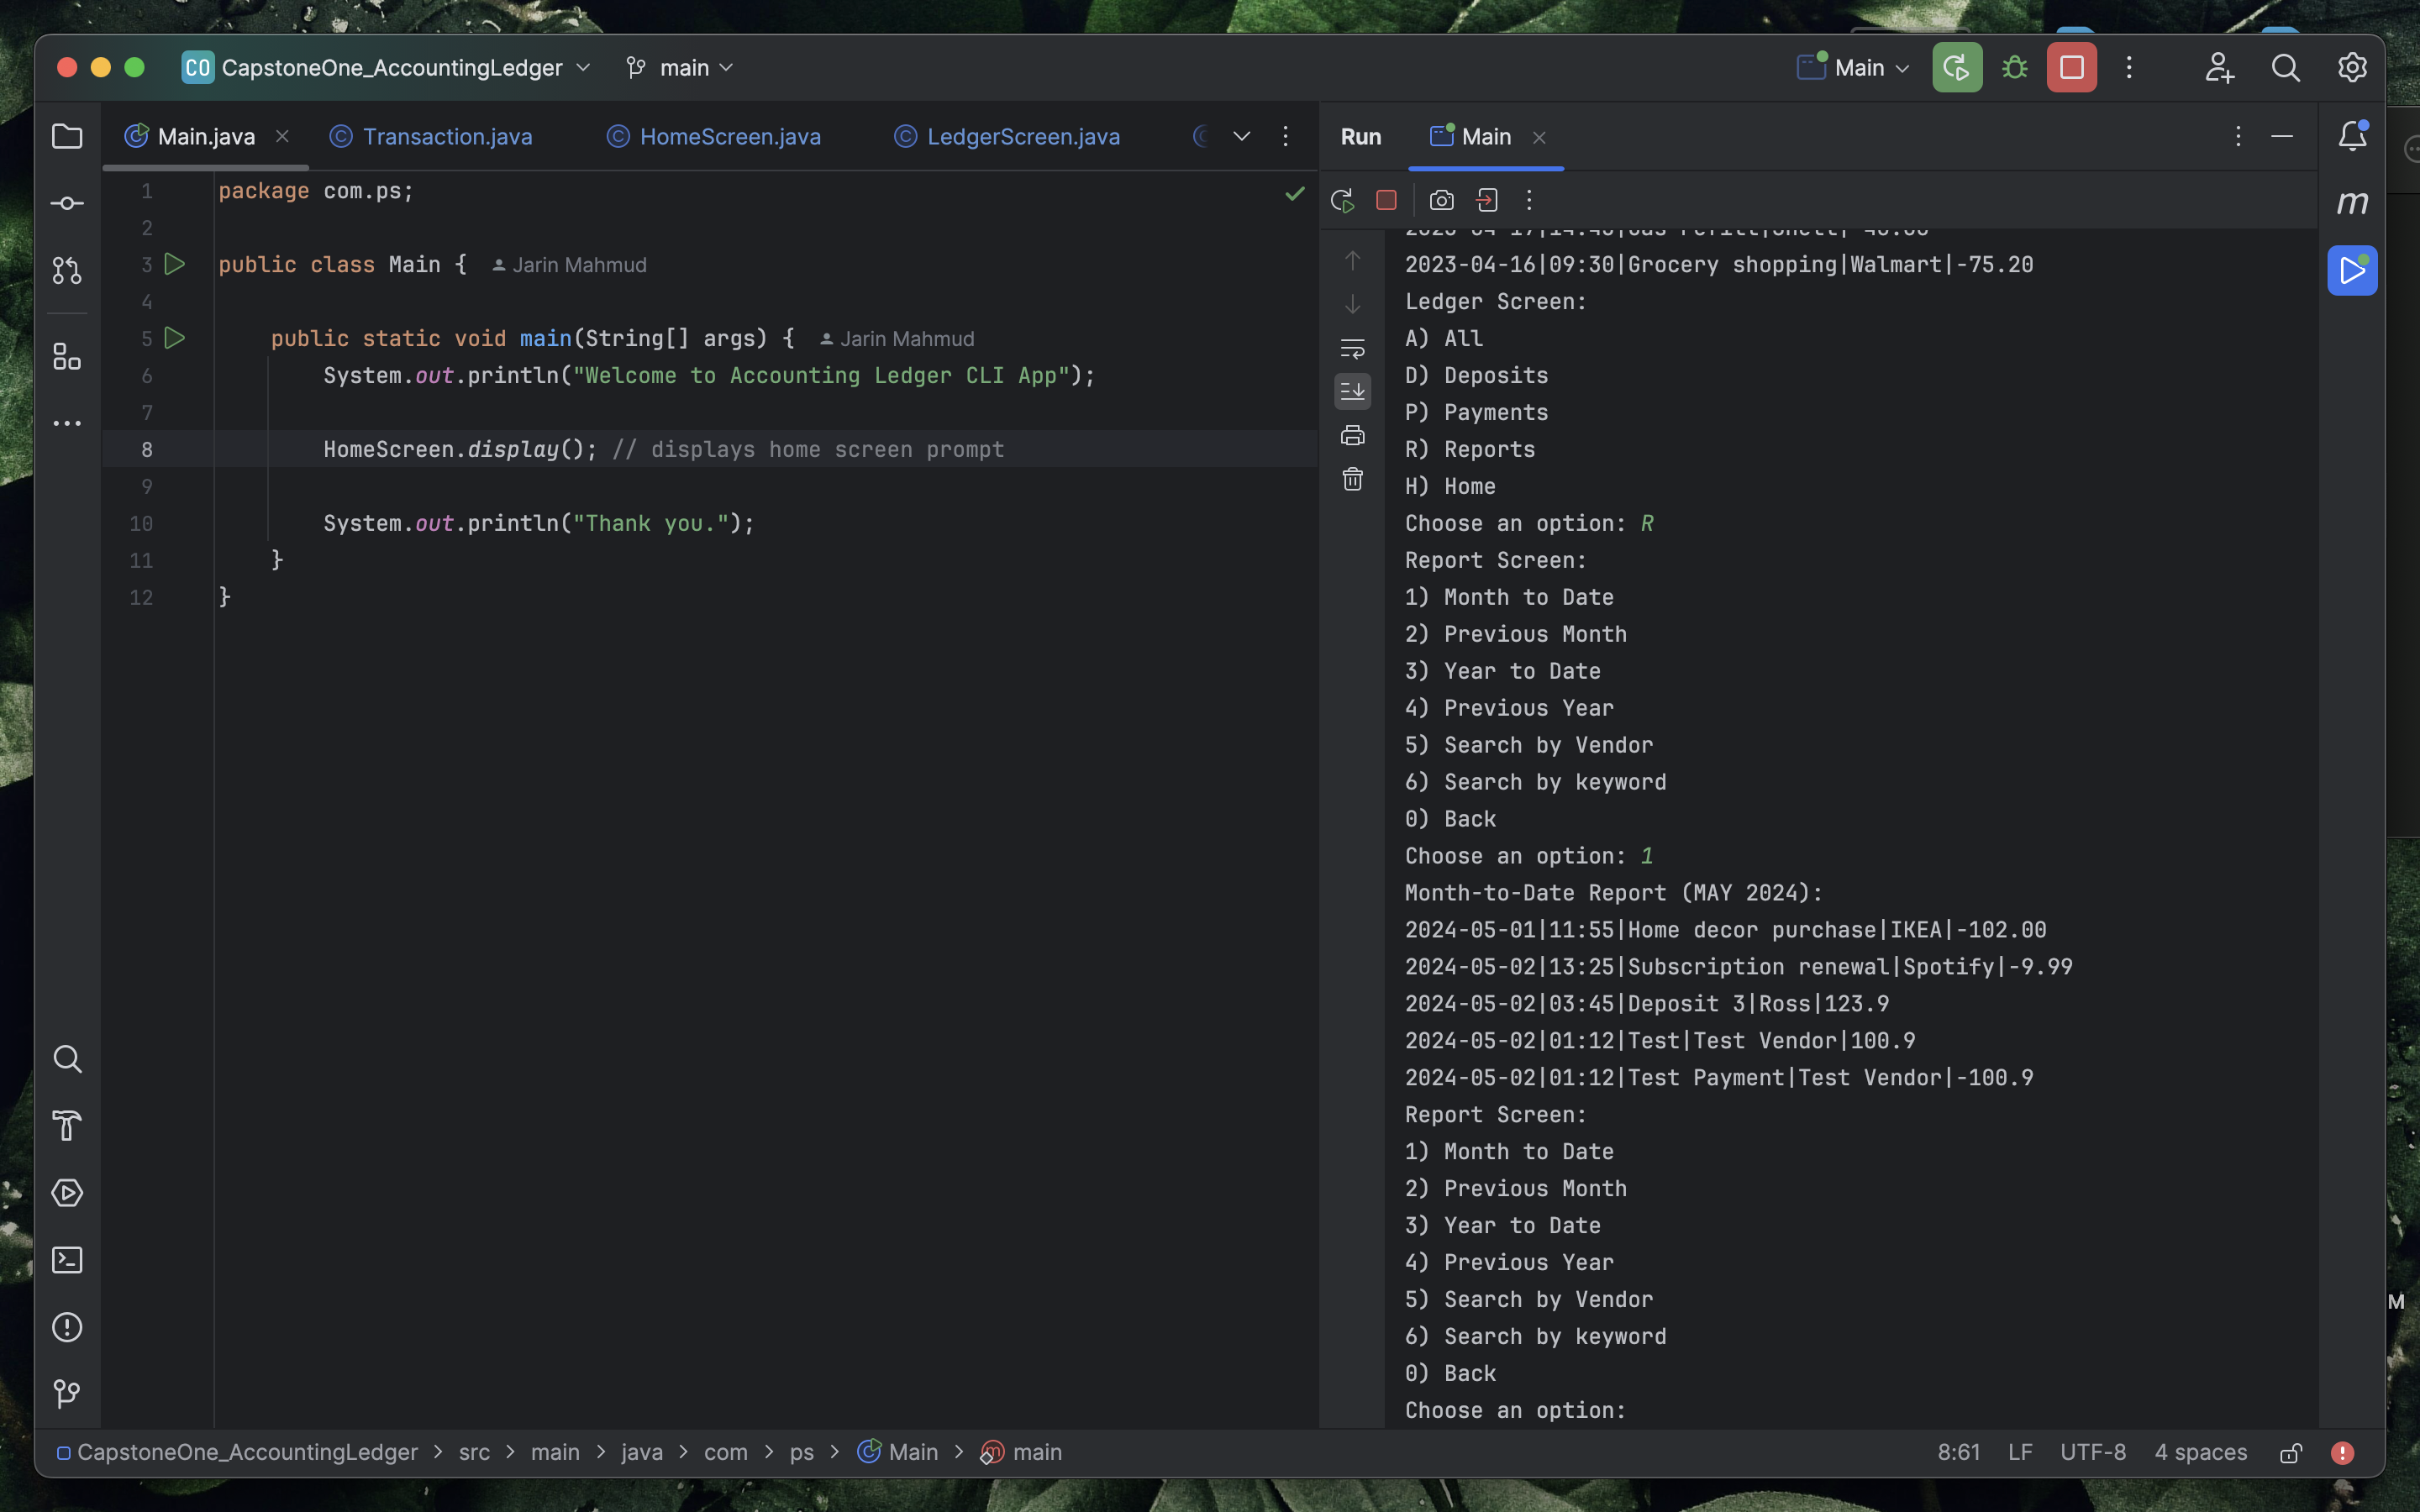 CO CapstoneOne_AccountingLedger main Main
Main.java Transaction.java HomeScreen.java LedgerScreen.java
1 package com.ps;
2
3 public class Main { Jarin Mahmud
4
5 public static void main(String[] args) { Jarin Mahmud
6 System.out.println("Welcome to Accounting Ledger CLI App");
7
8 HomeScreen.display(); // displays home screen prompt
9
10 System.out.println("Thank you.");
11 }
12 }
Run Main
m
2023-04-16|09:30|Grocery shopping|Walmart|-75.20
Ledger Screen:
A) All
D) Deposits
P) Payments
R) Reports
H) Home
Choose an option: R
Report Screen:
1) Month to Date
2) Previous Month
3) Year to Date
4) Previous Year
5) Search by Vendor
6) Search by keyword
0) Back
Choose an option: 1
Month-to-Date Report (MAY 2024):
2024-05-01|11:55|Home decor purchase|IKEA|-102.00
2024-05-02|13:25|Subscription renewal|Spotify|-9.99
2024-05-02|03:45|Deposit 3|Ross|123.9
2024-05-02|01:12|Test|Test Vendor|100.9
2024-05-02|01:12|Test Payment|Test Vendor|-100.9
Report Screen:
1) Month to Date
2) Previous Month
3) Year to Date
4) Previous Year
5) Search by Vendor
6) Search by keyword
0) Back
Choose an option:
M
CapstoneOne_AccountingLedger > src > main > java > com > ps > Main > main 8:61 LF UTF-8 4 spaces